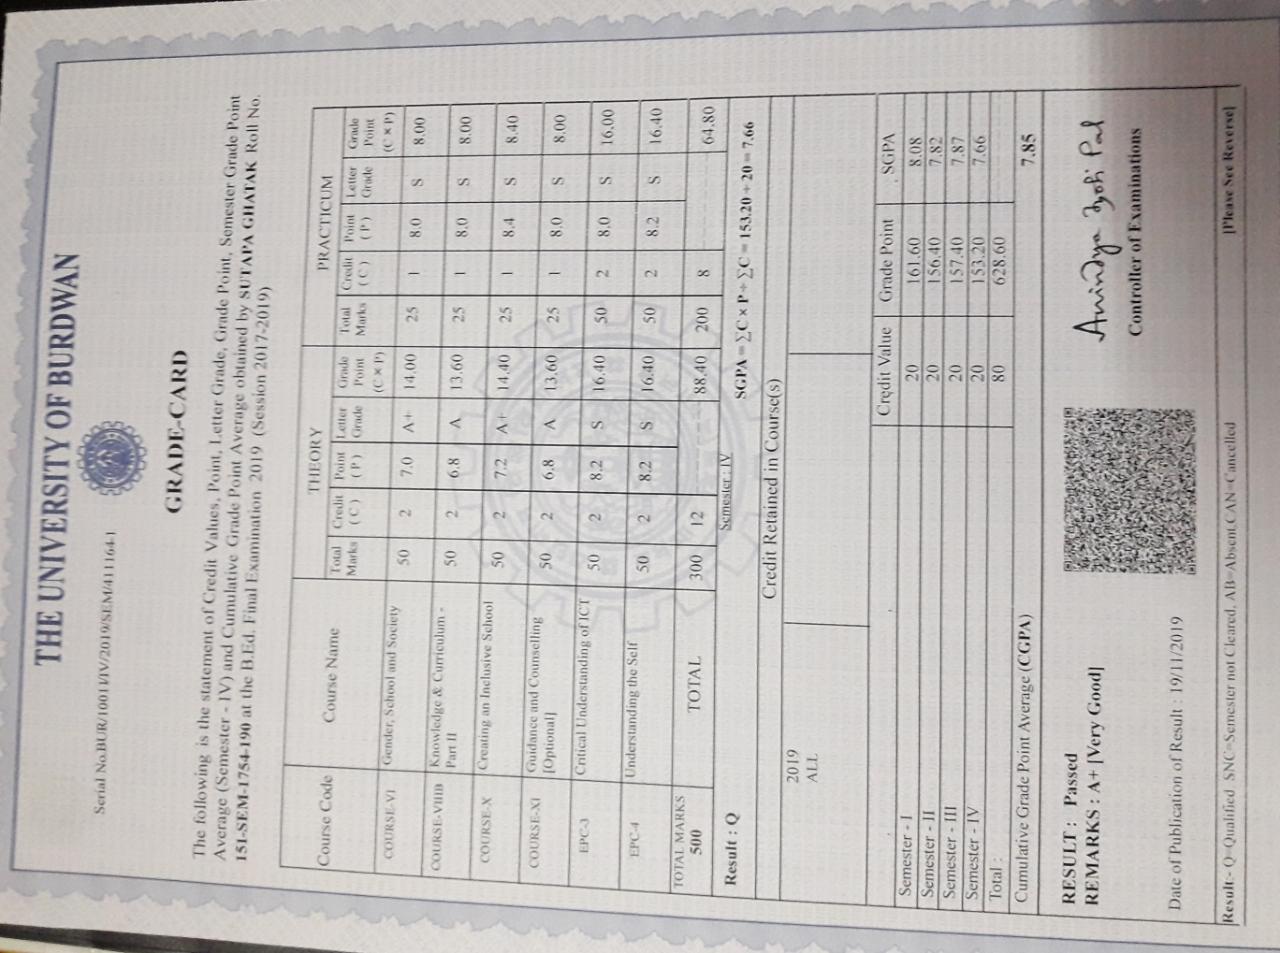 THE UNIVERSITY OF BURDWAN
Serial No.BUR/1001/IV/2019/SEM/411164-1
GRADE-CARD
The following is the statement of Credit Values, Point, Letter Grade, Grade Point, Semester Grade Point
Average (Semester - IV) and Cumulative Grade Point Average obtained by SUTAPA GHATAK Roll No.
151-SEM-1754-190 at the B.Ed. Final Examination 2019 (Session 2017-2019)
THEORY PRACTICUM
Course Code Course Name Total Marks Credit ( C ) Point ( P ) Letter Grade Grade Point (C × P) Total Marks Credit ( C ) Point ( P ) Letter Grade Grade Point (C × P)
COURSE-VI Gender, School and Society 50 2 7.0 A+ 14.00 25 1 8.0 S 8.00
COURSE-VIIIB Knowledge & Curriculum - Part II 50 2 6.8 A 13.60 25 1 8.0 S 8.00
COURSE-X Creating an Inclusive School 50 2 7.2 A+ 14.40 25 1 8.4 S 8.40
COURSE-XI Guidance and Counselling [Optional] 50 2 6.8 A 13.60 25 1 8.0 S 8.00
EPC-3 Critical Understanding of ICT 50 2 8.2 S 16.40 50 2 8.0 S 16.00
EPC-4 Understanding the Self 50 2 8.2 S 16.40 50 2 8.2 S 16.40
TOTAL MARKS 500 TOTAL 300 12 88.40 200 8 64.80
Result : Q Semester : IV SGPA = ∑C × P ÷ ∑C = 153.20 ÷ 20 = 7.66
Credit Retained in Course(s)
2019
ALL
Credit Value Grade Point SGPA
Semester - I 20 161.60 8.08
Semester - II 20 156.40 7.82
Semester - III 20 157.40 7.87
Semester - IV 20 153.20 7.66
Total : 80 628.60
Cumulative Grade Point Average (CGPA) 7.85
RESULT : Passed
REMARKS : A+ [Very Good]
Anindya Jyoti Pal
Controller of Examinations
Date of Publication of Result : 19/11/2019
Result:- Q=Qualified SNC=Semester not Cleared, AB=Absent,CAN=Cancelled [Please See Reverse]